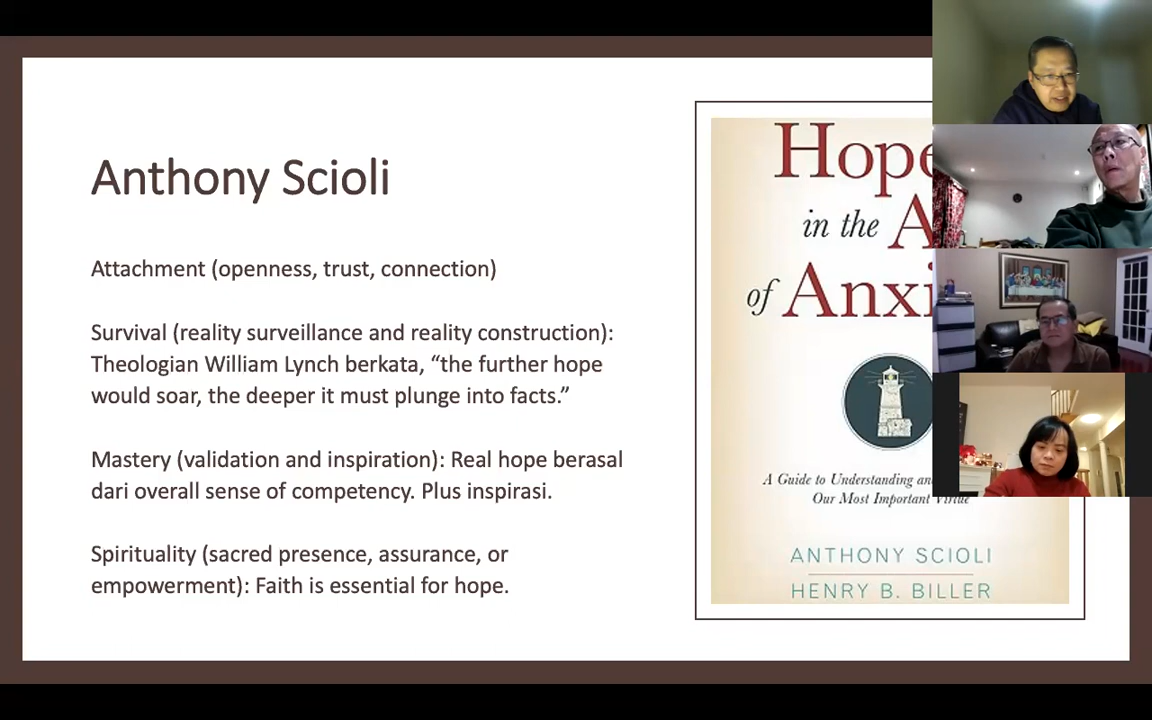 Anthony Scioli
Attachment (openness, trust, connection)
Survival (reality surveillance and reality construction):
Theologian William Lynch berkata, “the further hope
would soar, the deeper it must plunge into facts.”
Mastery (validation and inspiration): Real hope berasal
dari overall sense of competency. Plus inspirasi.
Spirituality (sacred presence, assurance, or
empowerment): Faith is essential for hope.
Hope
in the
of
A Guide to Understanding
Our Most Important Virtue
ANTHONY SCIOLI
HENRY B. BILLER